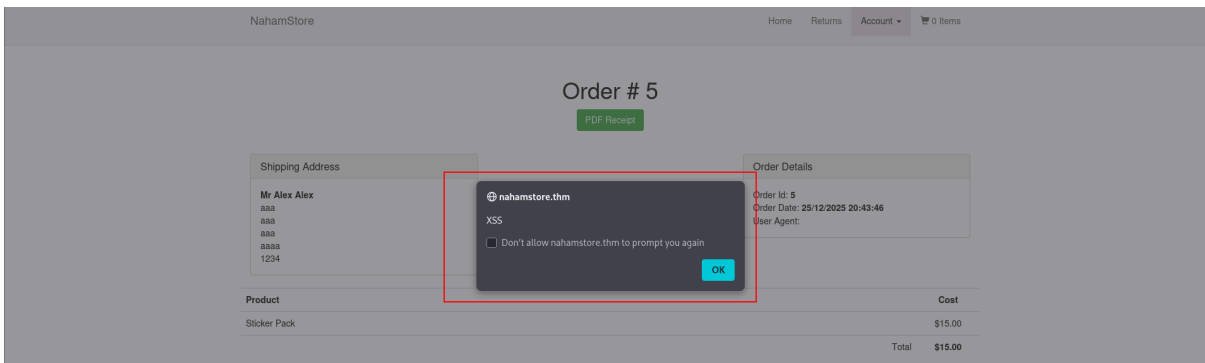 NahamStore Home Returns Account 0 Items
Order # 5
PDF Receipt
Shipping Address
Mr Alex Alex
aaa
aaa
aaa
aaaa
1234
Order Details
Order Id: 5
Order Date: 25/12/2025 20:43:46
User Agent:
nahamstore.thm
XSS
Don't allow nahamstore.thm to prompt you again
OK
Product Cost
Sticker Pack $15.00
Total $15.00